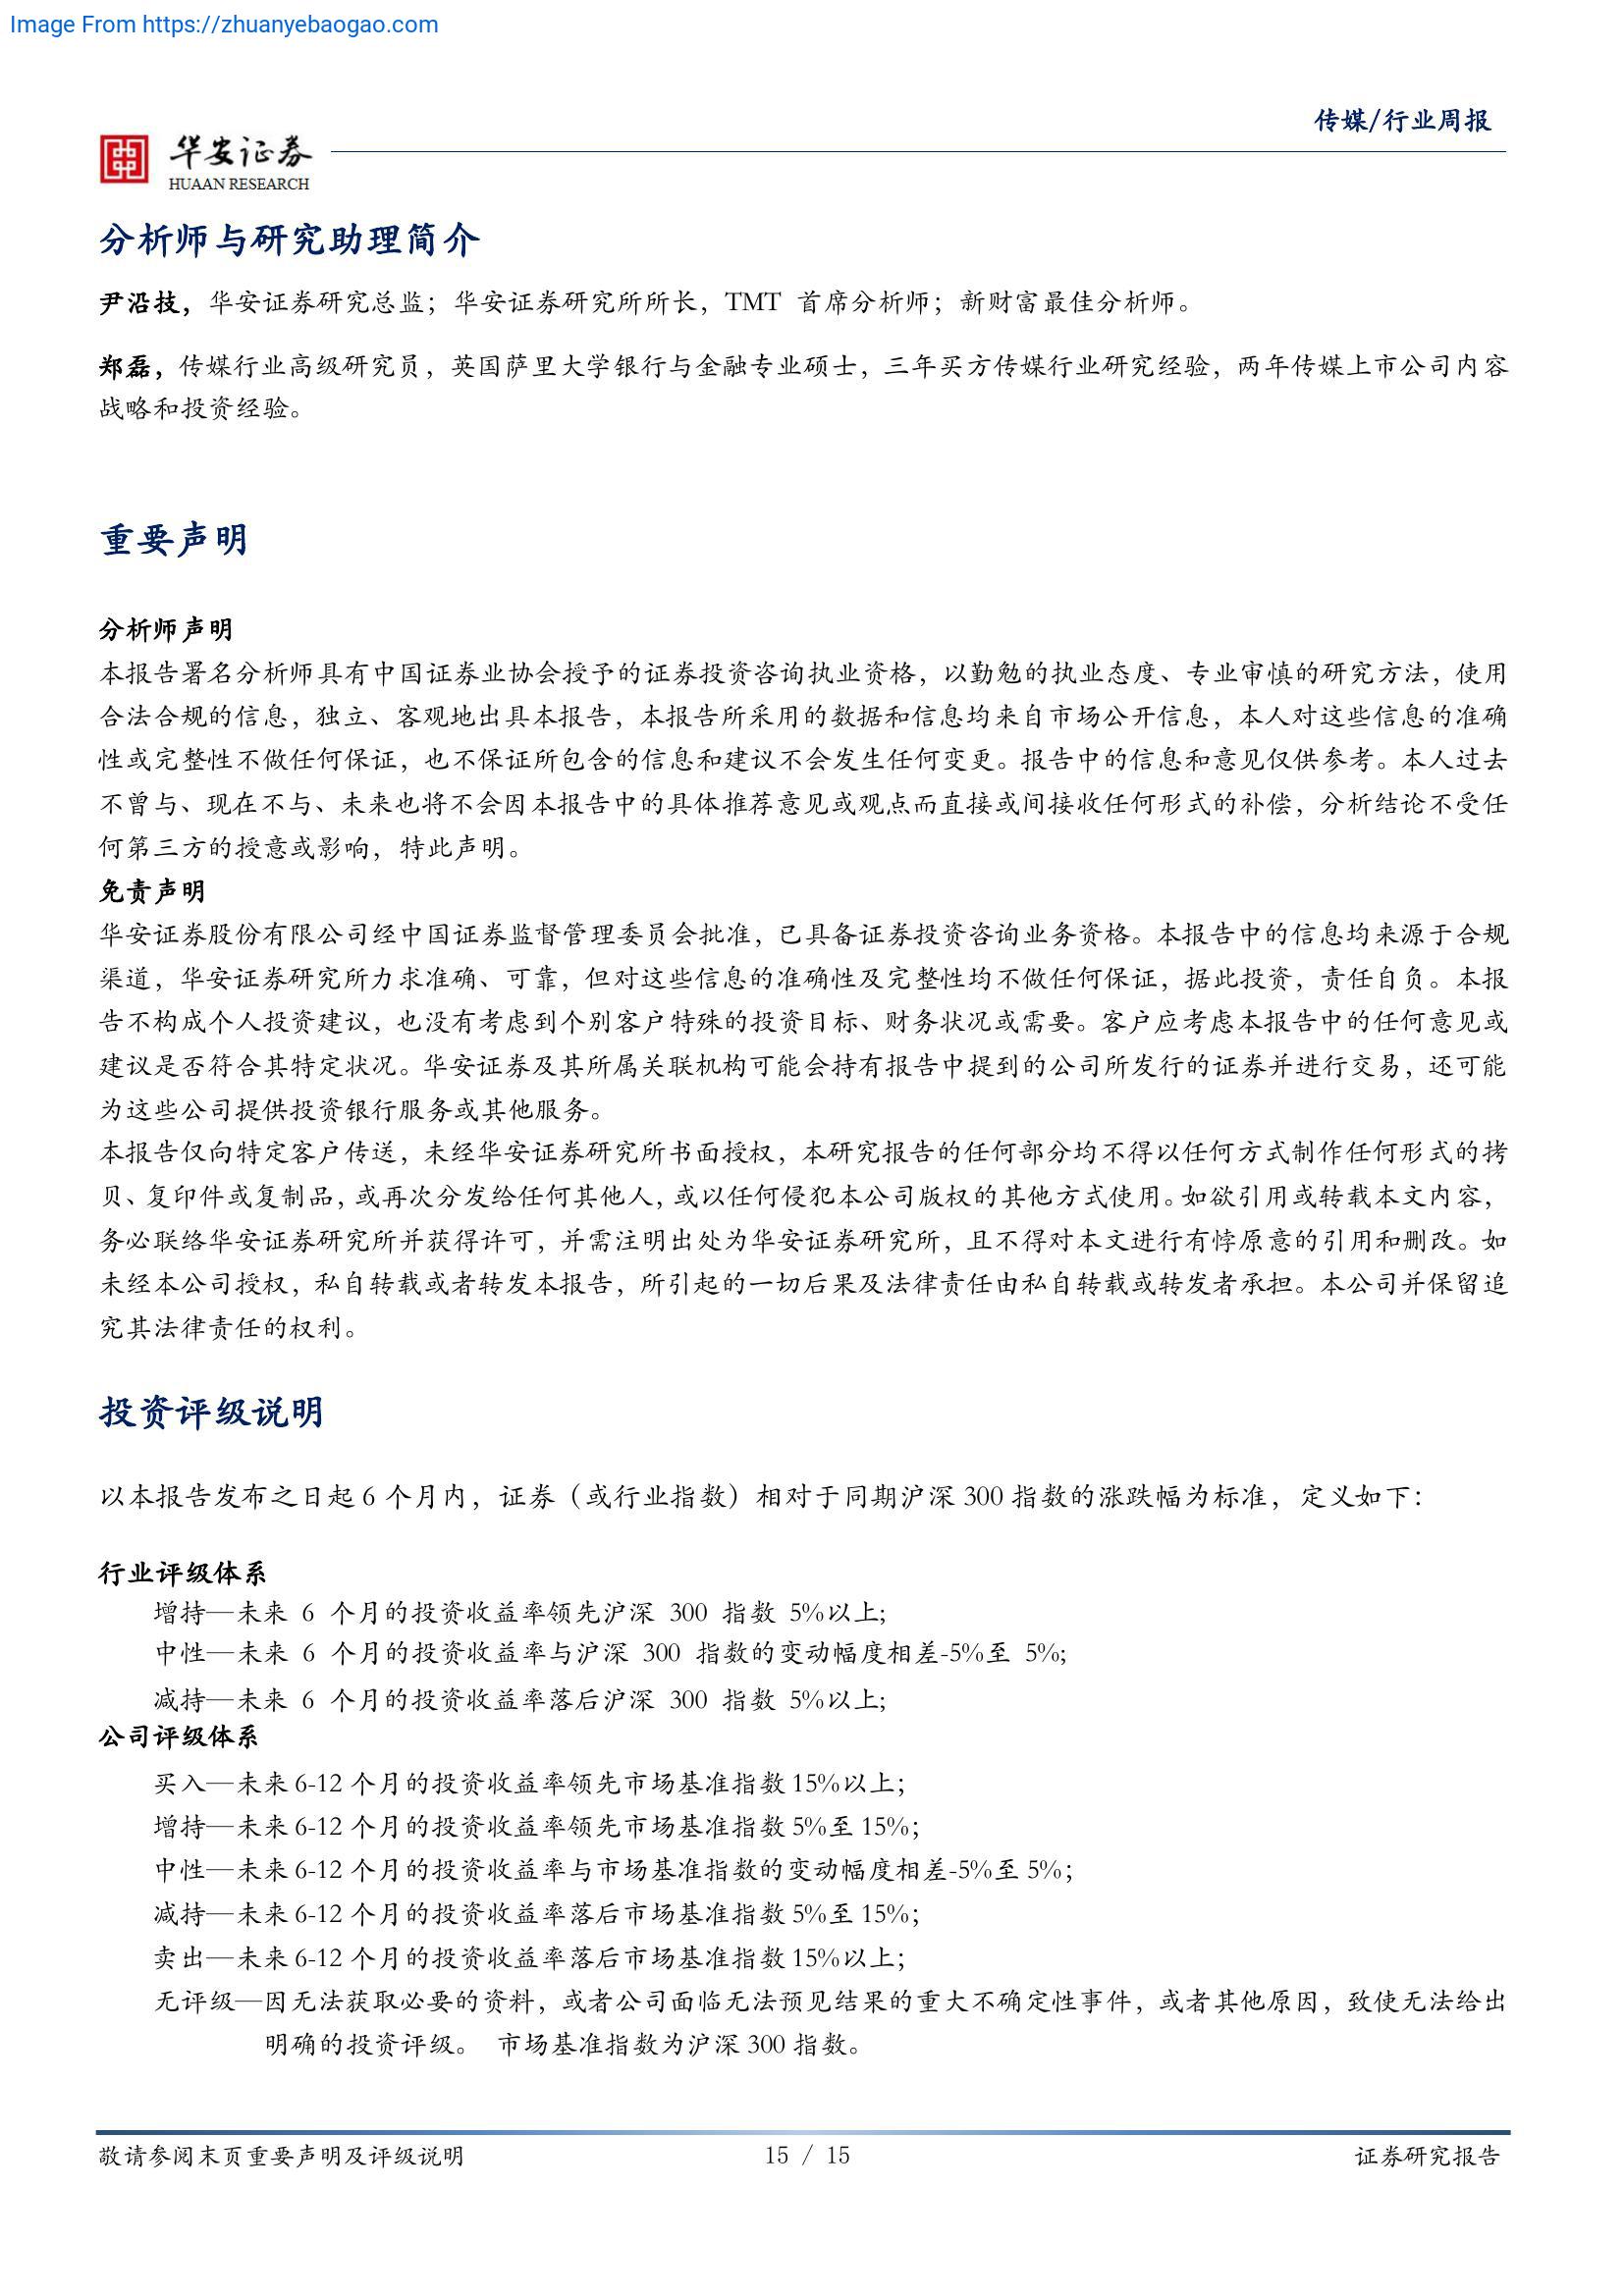 Image From https://zhuanyebaogao.com
传媒/行业周报
华安证券
HUAAN RESEARCH
分析师与研究助理简介
尹沿技，华安证券研究总监；华安证券研究所所长，TMT 首席分析师；新财富最佳分析师。
郑磊，传媒行业高级研究员，英国萨里大学银行与金融专业硕士，三年买方传媒行业研究经验，两年传媒上市公司内容
战略和投资经验。
重要声明
分析师声明
本报告署名分析师具有中国证券业协会授予的证券投资咨询执业资格，以勤勉的执业态度、专业审慎的研究方法，使用
合法合规的信息，独立、客观地出具本报告，本报告所采用的数据和信息均来自市场公开信息，本人对这些信息的准确
性或完整性不做任何保证，也不保证所包含的信息和建议不会发生任何变更。报告中的信息和意见仅供参考。本人过去
不曾与、现在不与、未来也将不会因本报告中的具体推荐意见或观点而直接或间接收任何形式的补偿，分析结论不受任
何第三方的授意或影响，特此声明。
免责声明
华安证券股份有限公司经中国证券监督管理委员会批准，已具备证券投资咨询业务资格。本报告中的信息均来源于合规
渠道，华安证券研究所力求准确、可靠，但对这些信息的准确性及完整性均不做任何保证，据此投资，责任自负。本报
告不构成个人投资建议，也没有考虑到个别客户特殊的投资目标、财务状况或需要。客户应考虑本报告中的任何意见或
建议是否符合其特定状况。华安证券及其所属关联机构可能会持有报告中提到的公司所发行的证券并进行交易，还可能
为这些公司提供投资银行服务或其他服务。
本报告仅向特定客户传送，未经华安证券研究所书面授权，本研究报告的任何部分均不得以任何方式制作任何形式的拷
贝、复印件或复制品，或再次分发给任何其他人，或以任何侵犯本公司版权的其他方式使用。如欲引用或转载本文内容，
务必联络华安证券研究所并获得许可，并需注明出处为华安证券研究所，且不得对本文进行有悖原意的引用和删改。如
未经本公司授权，私自转载或者转发本报告，所引起的一切后果及法律责任由私自转载或转发者承担。本公司并保留追
究其法律责任的权利。
投资评级说明
以本报告发布之日起 6 个月内，证券（或行业指数）相对于同期沪深 300 指数的涨跌幅为标准，定义如下：
行业评级体系
增持—未来 6 个月的投资收益率领先沪深 300 指数 5%以上;
中性—未来 6 个月的投资收益率与沪深 300 指数的变动幅度相差-5%至 5%;
减持—未来 6 个月的投资收益率落后沪深 300 指数 5%以上;
公司评级体系
买入—未来 6-12 个月的投资收益率领先市场基准指数 15%以上；
增持—未来 6-12 个月的投资收益率领先市场基准指数 5%至 15%；
中性—未来 6-12 个月的投资收益率与市场基准指数的变动幅度相差-5%至 5%；
减持—未来 6-12 个月的投资收益率落后市场基准指数 5%至 15%；
卖出—未来 6-12 个月的投资收益率落后市场基准指数 15%以上；
无评级—因无法获取必要的资料，或者公司面临无法预见结果的重大不确定性事件，或者其他原因，致使无法给出
明确的投资评级。 市场基准指数为沪深 300 指数。
敬请参阅末页重要声明及评级说明 15 / 15 证券研究报告